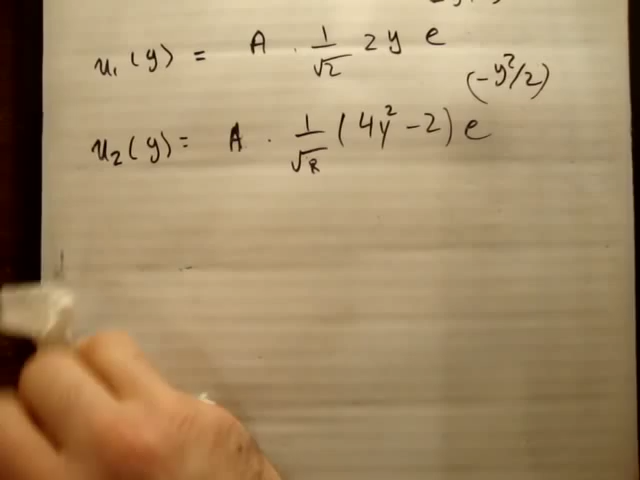 u₁(y) = A · 1/√2 2y e
u₂(y) = A · 1/√8 (4y² - 2) e^(-y²/2)